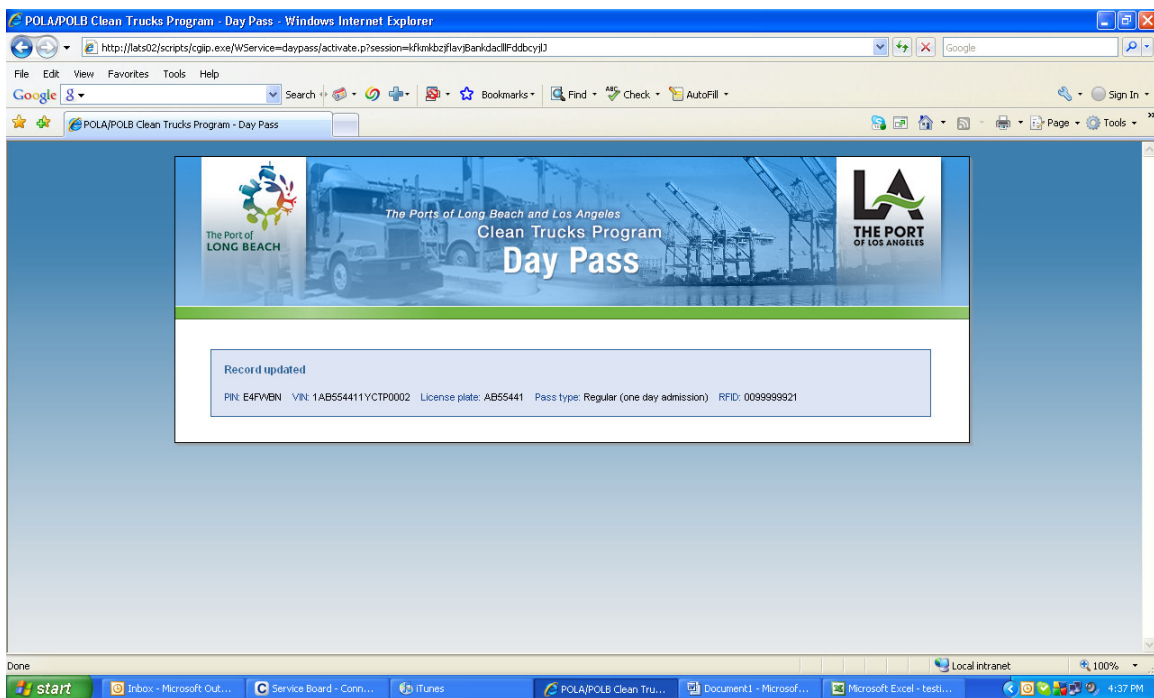 POLA/POLB Clean Trucks Program - Day Pass - Windows Internet Explorer
http://lats02/scripts/cgiip.exe/WService=daypass/activate.p?session=
Google
File Edit View Favorites Tools Help
Google Search Bookmarks Find Check AutoFill Sign In
POLA/POLB Clean Trucks Program - Day Pass Page Tools
The Port of
LONG BEACH
The Ports of Long Beach and Los Angeles
Clean Trucks Program
Day Pass
LA
THE PORT
OF LOS ANGELES
Record updated
PIN: E4FWBN VIN: 1AB554411YCTP0002 License plate: AB55441 Pass type: Regular (one day admission) RFID: 0099999921
Done Local intranet 100%
start Inbox - Microsoft Out... Service Board - Conn... iTunes POLA/POLB Clean Tru... Document1 - Microsof... Microsoft Excel - testi... 4:37 PM